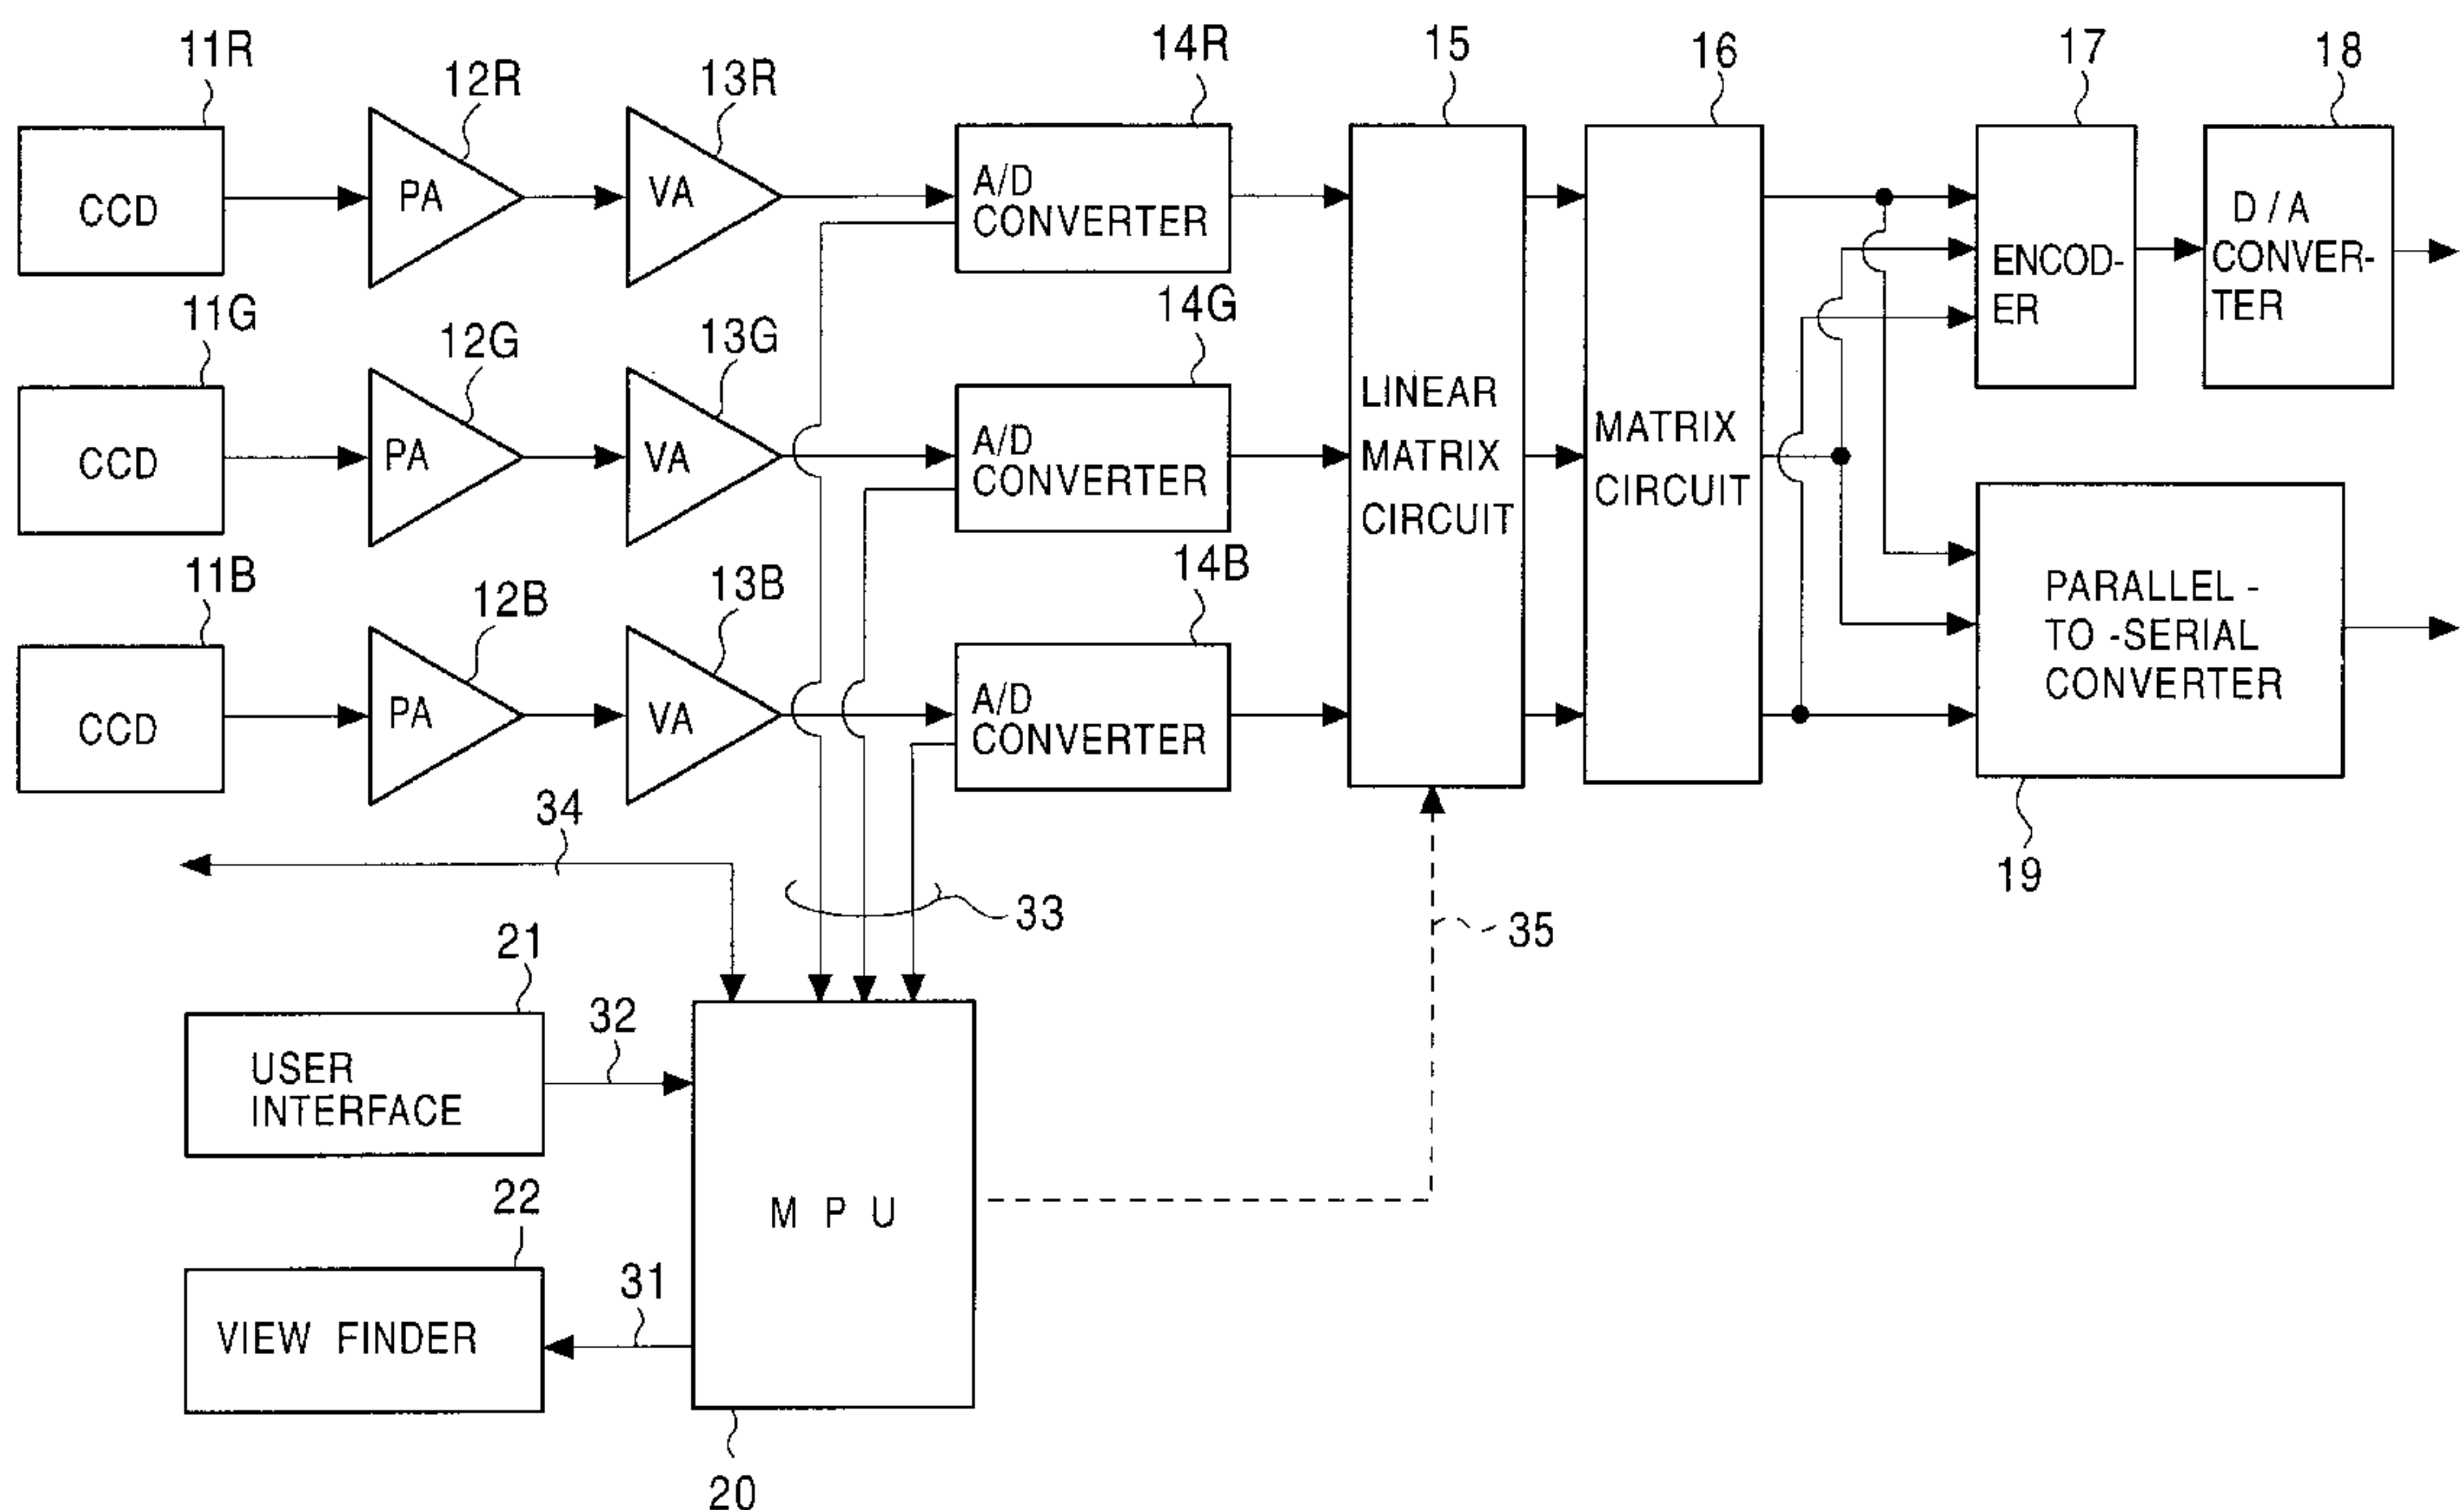 11R
12R
13R
14R
15
16
17
18
CCD
PA
VA
A/D
CONVERTER
D/A
CONVER-
TER
ENCOD-
ER
11G
12G
13G
14G
CCD
PA
VA
A/D
CONVERTER
LINEAR
MATRIX
CIRCUIT
MATRIX
CIRCUIT
11B
12B
13B
14B
CCD
PA
VA
A/D
CONVERTER
PARALLEL -
TO -SERIAL
CONVERTER
19
34
33
35
21
32
USER
INTERFACE
22
31
VIEW FINDER
M P U
20